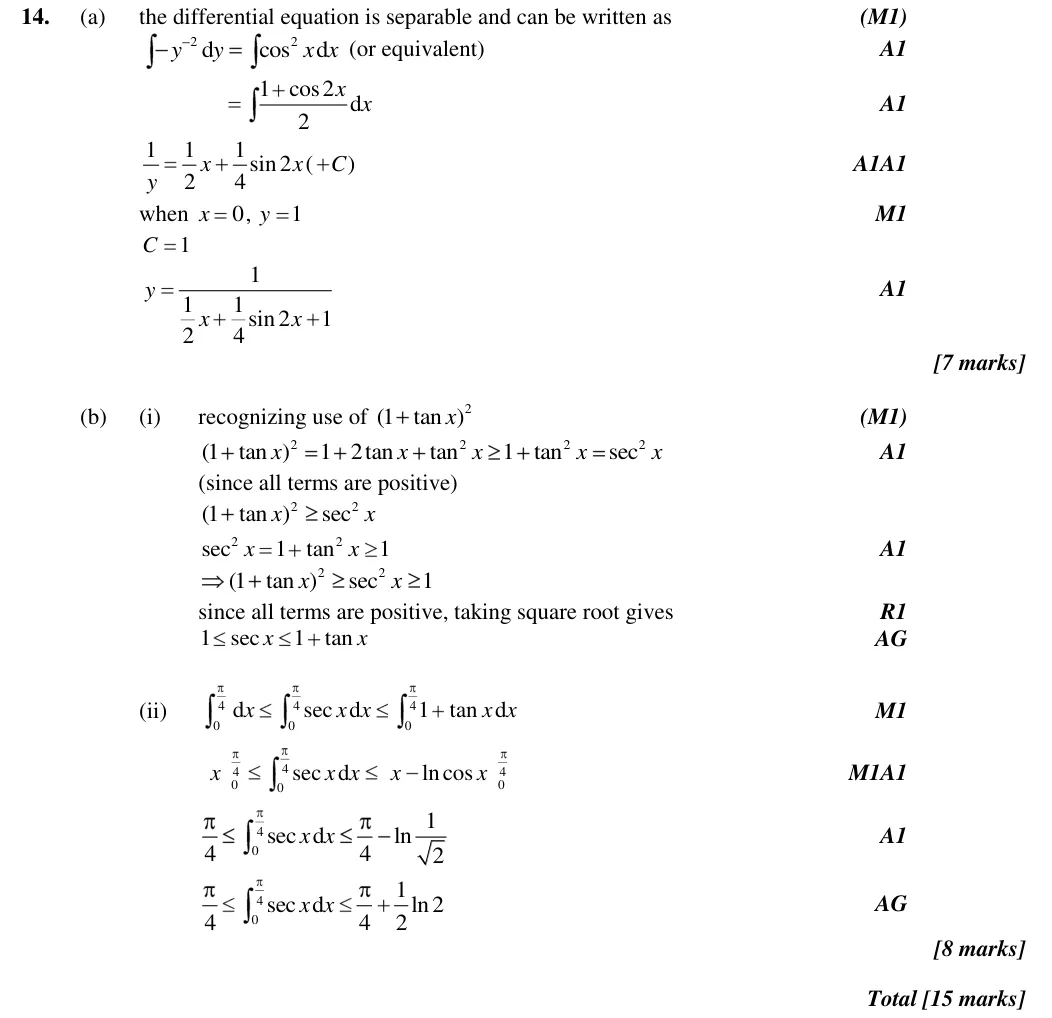 14. (a) the differential equation is separable and can be written as (M1)
∫−y⁻² dy = ∫cos² x dx (or equivalent) A1
= ∫(1 + cos 2x)/2 dx A1
1/y = 1/2 x + 1/4 sin 2x (+C) A1A1
when x = 0, y = 1 M1
C = 1
y = 1/(1/2 x + 1/4 sin 2x + 1) A1
[7 marks]
(b) (i) recognizing use of (1 + tan x)² (M1)
(1 + tan x)² = 1 + 2 tan x + tan² x ≥ 1 + tan² x = sec² x A1
(since all terms are positive)
(1 + tan x)² ≥ sec² x
sec² x = 1 + tan² x ≥ 1 A1
⇒ (1 + tan x)² ≥ sec² x ≥ 1
since all terms are positive, taking square root gives R1
1 ≤ sec x ≤ 1 + tan x AG
(ii) ∫₀^(π/4) dx ≤ ∫₀^(π/4) sec x dx ≤ ∫₀^(π/4) 1 + tan x dx M1
x ₀^(π/4) ≤ ∫₀^(π/4) sec x dx ≤ x − ln cos x ₀^(π/4) M1A1
π/4 ≤ ∫₀^(π/4) sec x dx ≤ π/4 − ln 1/√2 A1
π/4 ≤ ∫₀^(π/4) sec x dx ≤ π/4 + 1/2 ln 2 AG
[8 marks]
Total [15 marks]